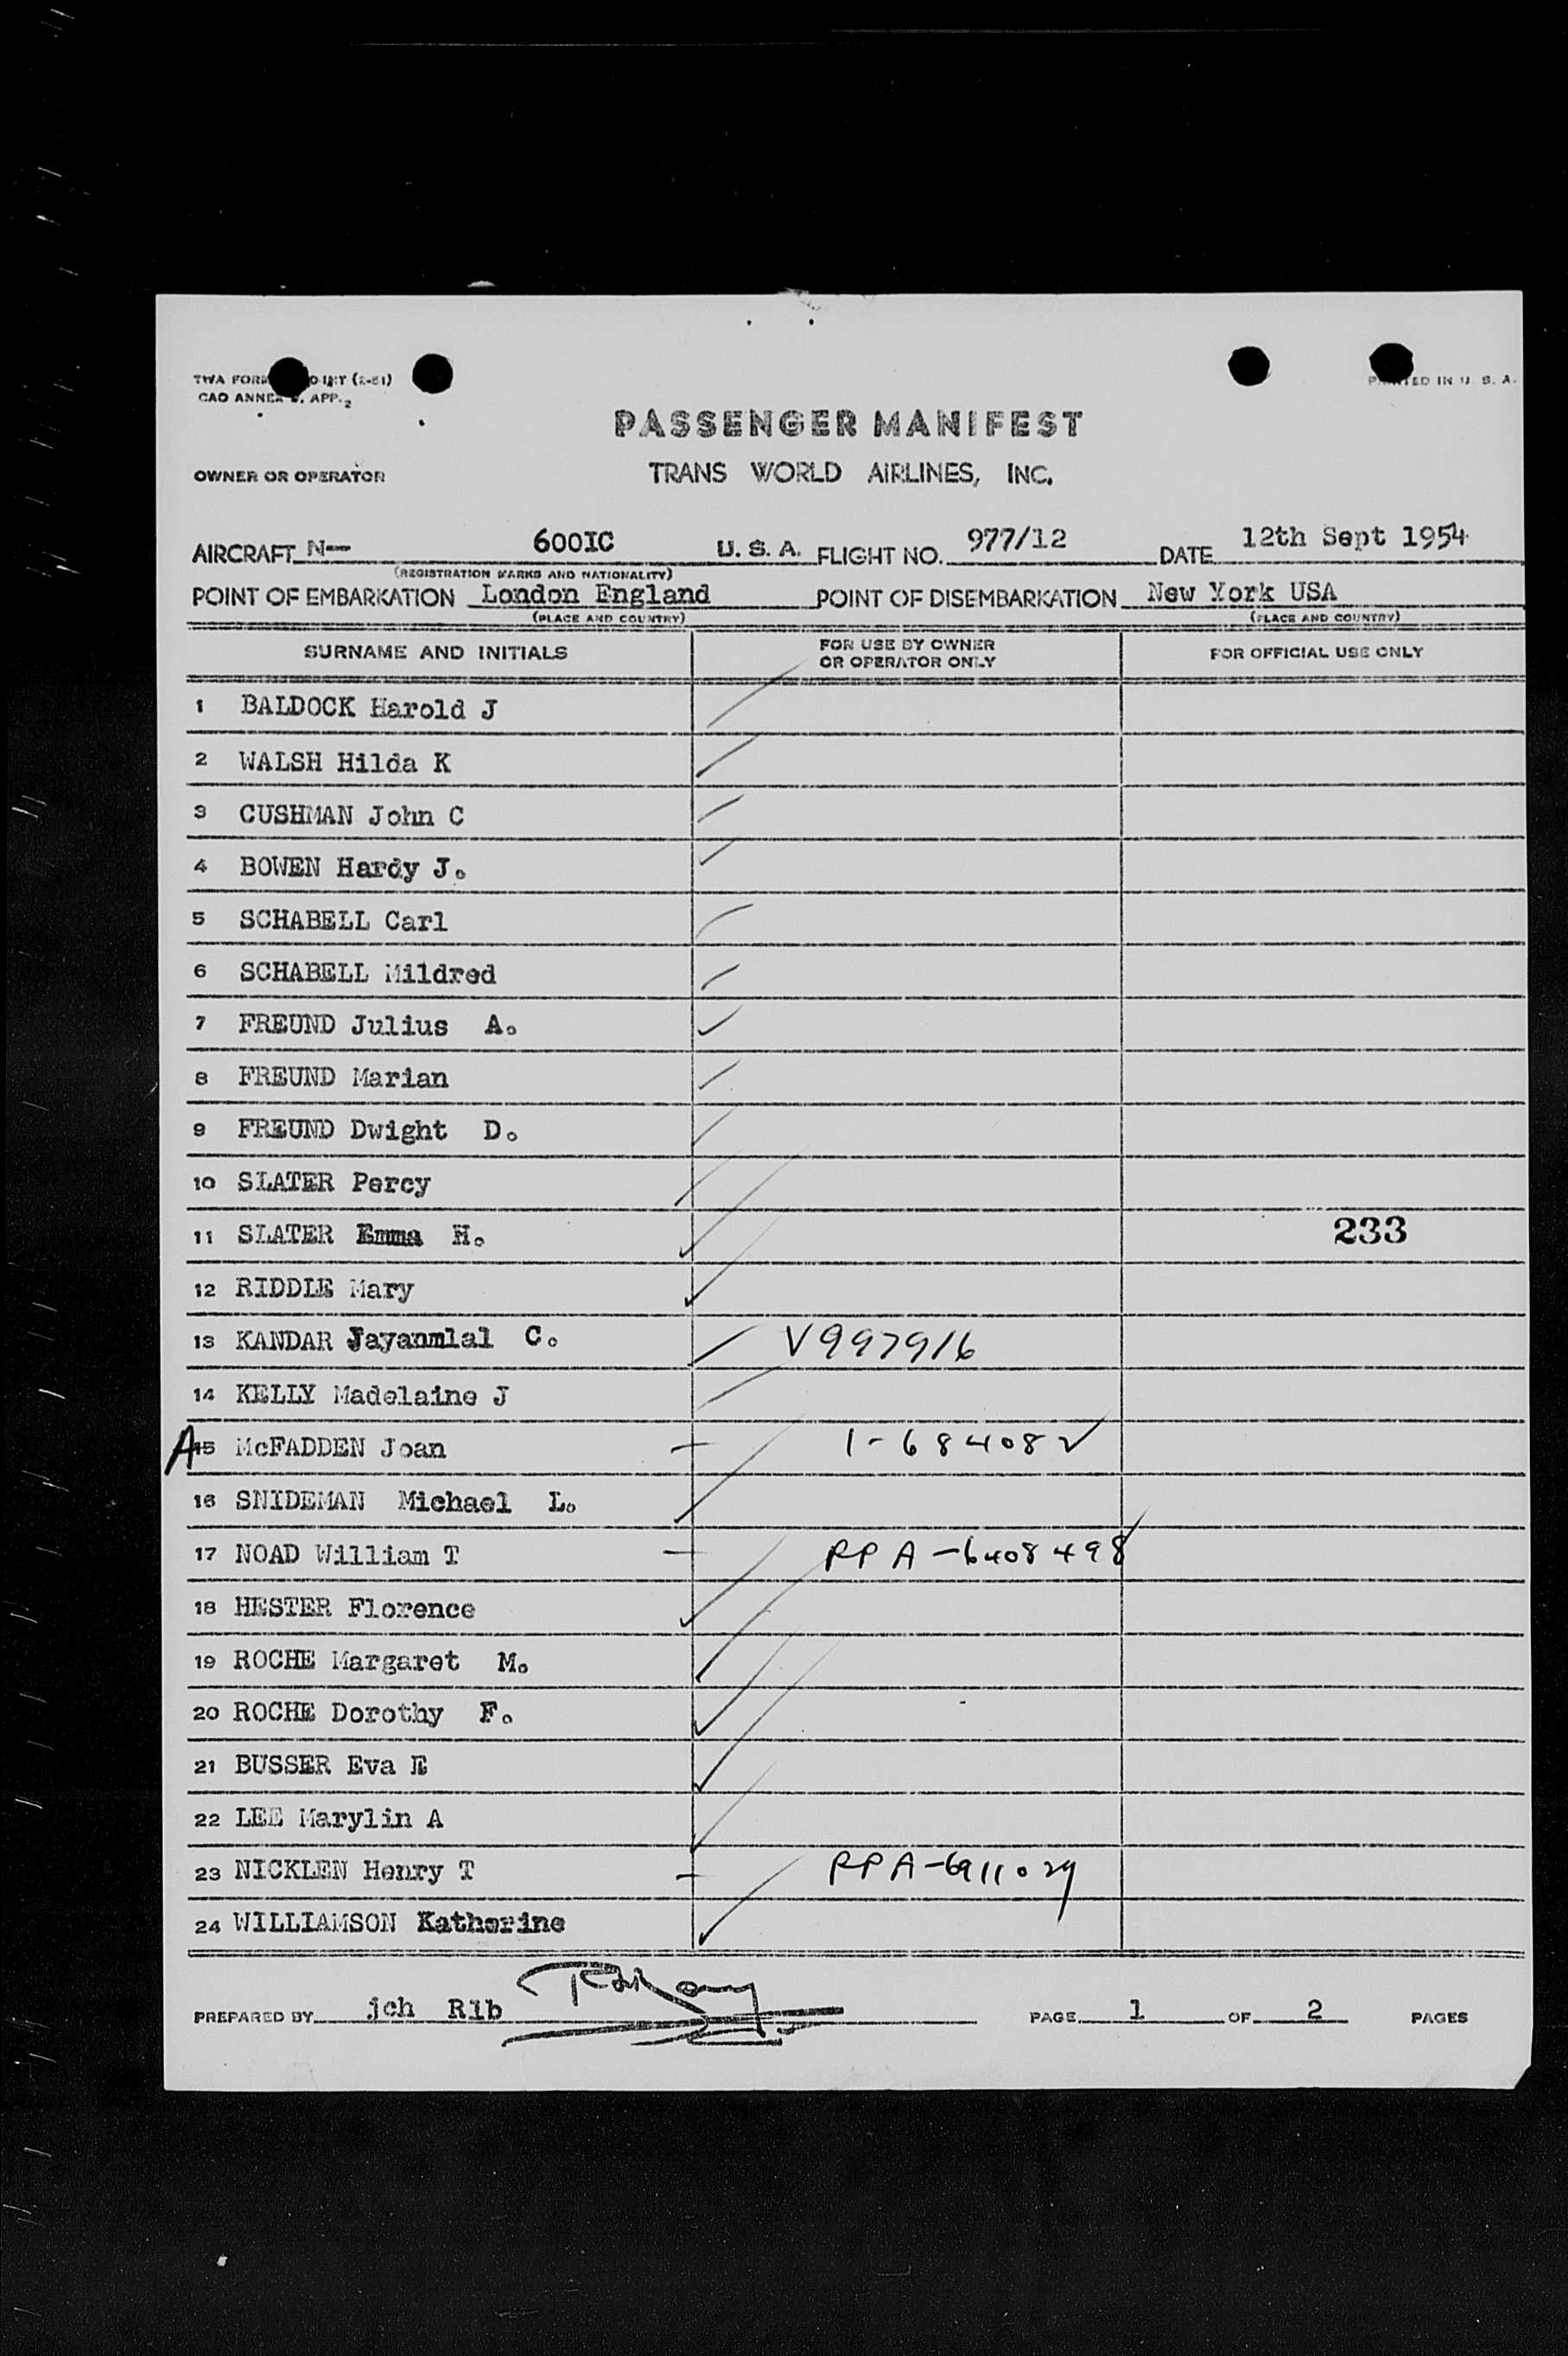 TWA FORM
CAO ANNEX 9, APP. 2
PRINTED IN U. S. A.
PASSENGER MANIFEST
OWNER OR OPERATOR TRANS WORLD AIRLINES, INC.
AIRCRAFT N— 600IC U. S. A. FLIGHT NO. 977/12 DATE 12th Sept 1954
(REGISTRATION MARKS AND NATIONALITY)
POINT OF EMBARKATION London England POINT OF DISEMBARKATION New York USA
(PLACE AND COUNTRY) (PLACE AND COUNTRY)
SURNAME AND INITIALS FOR USE BY OWNER OR OPERATOR ONLY FOR OFFICIAL USE ONLY
1 BALDOCK Harold J
2 WALSH Hilda K
3 CUSHMAN John C
4 BOWEN Hardy J.
5 SCHABELL Carl
6 SCHABELL Mildred
7 FREUND Julius A.
8 FREUND Marian
9 FREUND Dwight D.
10 SLATER Percy
11 SLATER Emma H. 233
12 RIDDLE Mary
13 KANDAR Jayanmlal C. V997916
14 KELLY Madelaine J
A 15 McFADDEN Joan 1-684082
16 SNIDEMAN Michael L.
17 NOAD William T PPA-6408498
18 HESTER Florence
19 ROCHE Margaret M.
20 ROCHE Dorothy F.
21 BUSSER Eva E
22 LEE Marylin A
23 NICKLEN Henry T PPA-6911029
24 WILLIAMSON Katherine
PREPARED BY jch Rlb PAGE 1 OF 2 PAGES